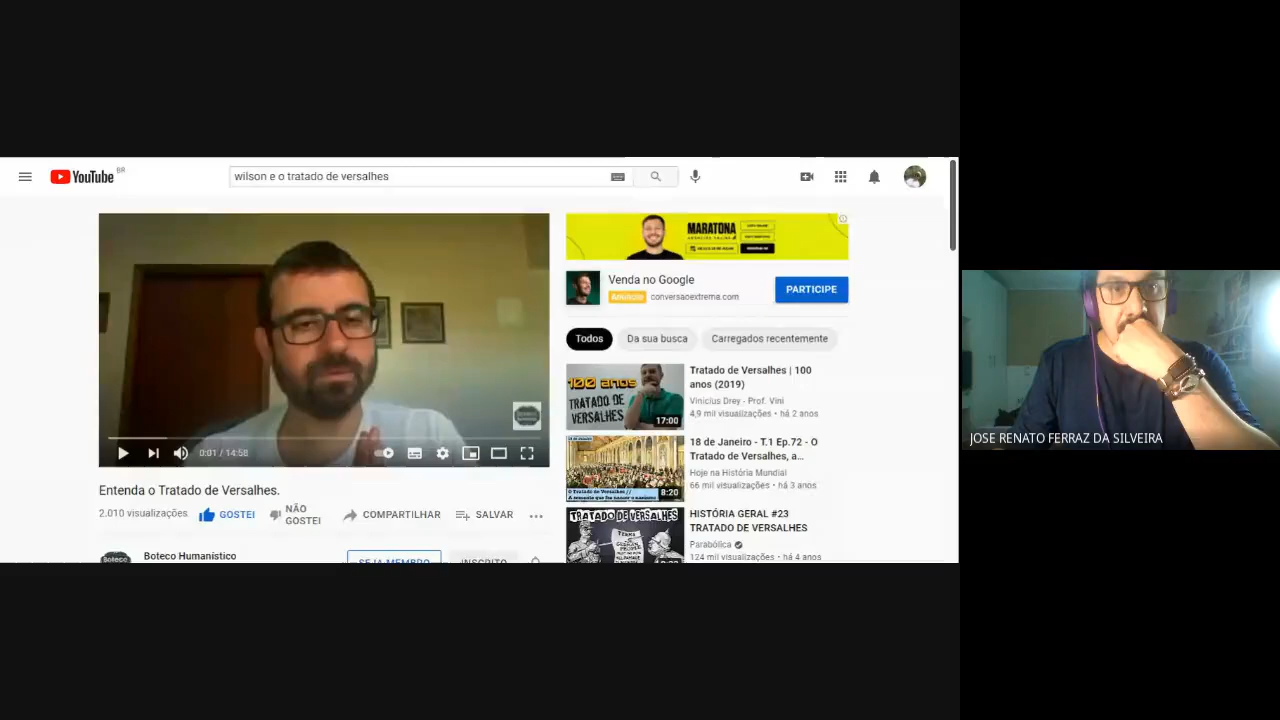 YouTube BR
wilson e o tratado de versalhes
MARATONA
Venda no Google
Anúncio conversaoextrema.com
PARTICIPE
Todos
Da sua busca
Carregados recentemente
100 anos
TRATADO DE
VERSALHES
17:00
Tratado de Versalhes | 100
anos (2019)
Vinicius Drey - Prof. Vini
4,9 mil visualizações • há 2 anos
O Tratado de Versalhes //
8:20
18 de Janeiro - T.1 Ep.72 - O
Tratado de Versalhes, a...
Hoje na História Mundial
66 mil visualizações • há 3 anos
TRATADO DE VERSALHES
HISTÓRIA GERAL #23
TRATADO DE VERSALHES
Parabólica
124 mil visualizações • há 4 anos
0:01 / 14:58
Entenda o Tratado de Versalhes.
2.010 visualizações
GOSTEI
NÃO
GOSTEI
COMPARTILHAR
SALVAR
Boteco Humanístico
SEJA MEMBRO
INSCRITO
Boteco
JOSE RENATO FERRAZ DA SILVEIRA